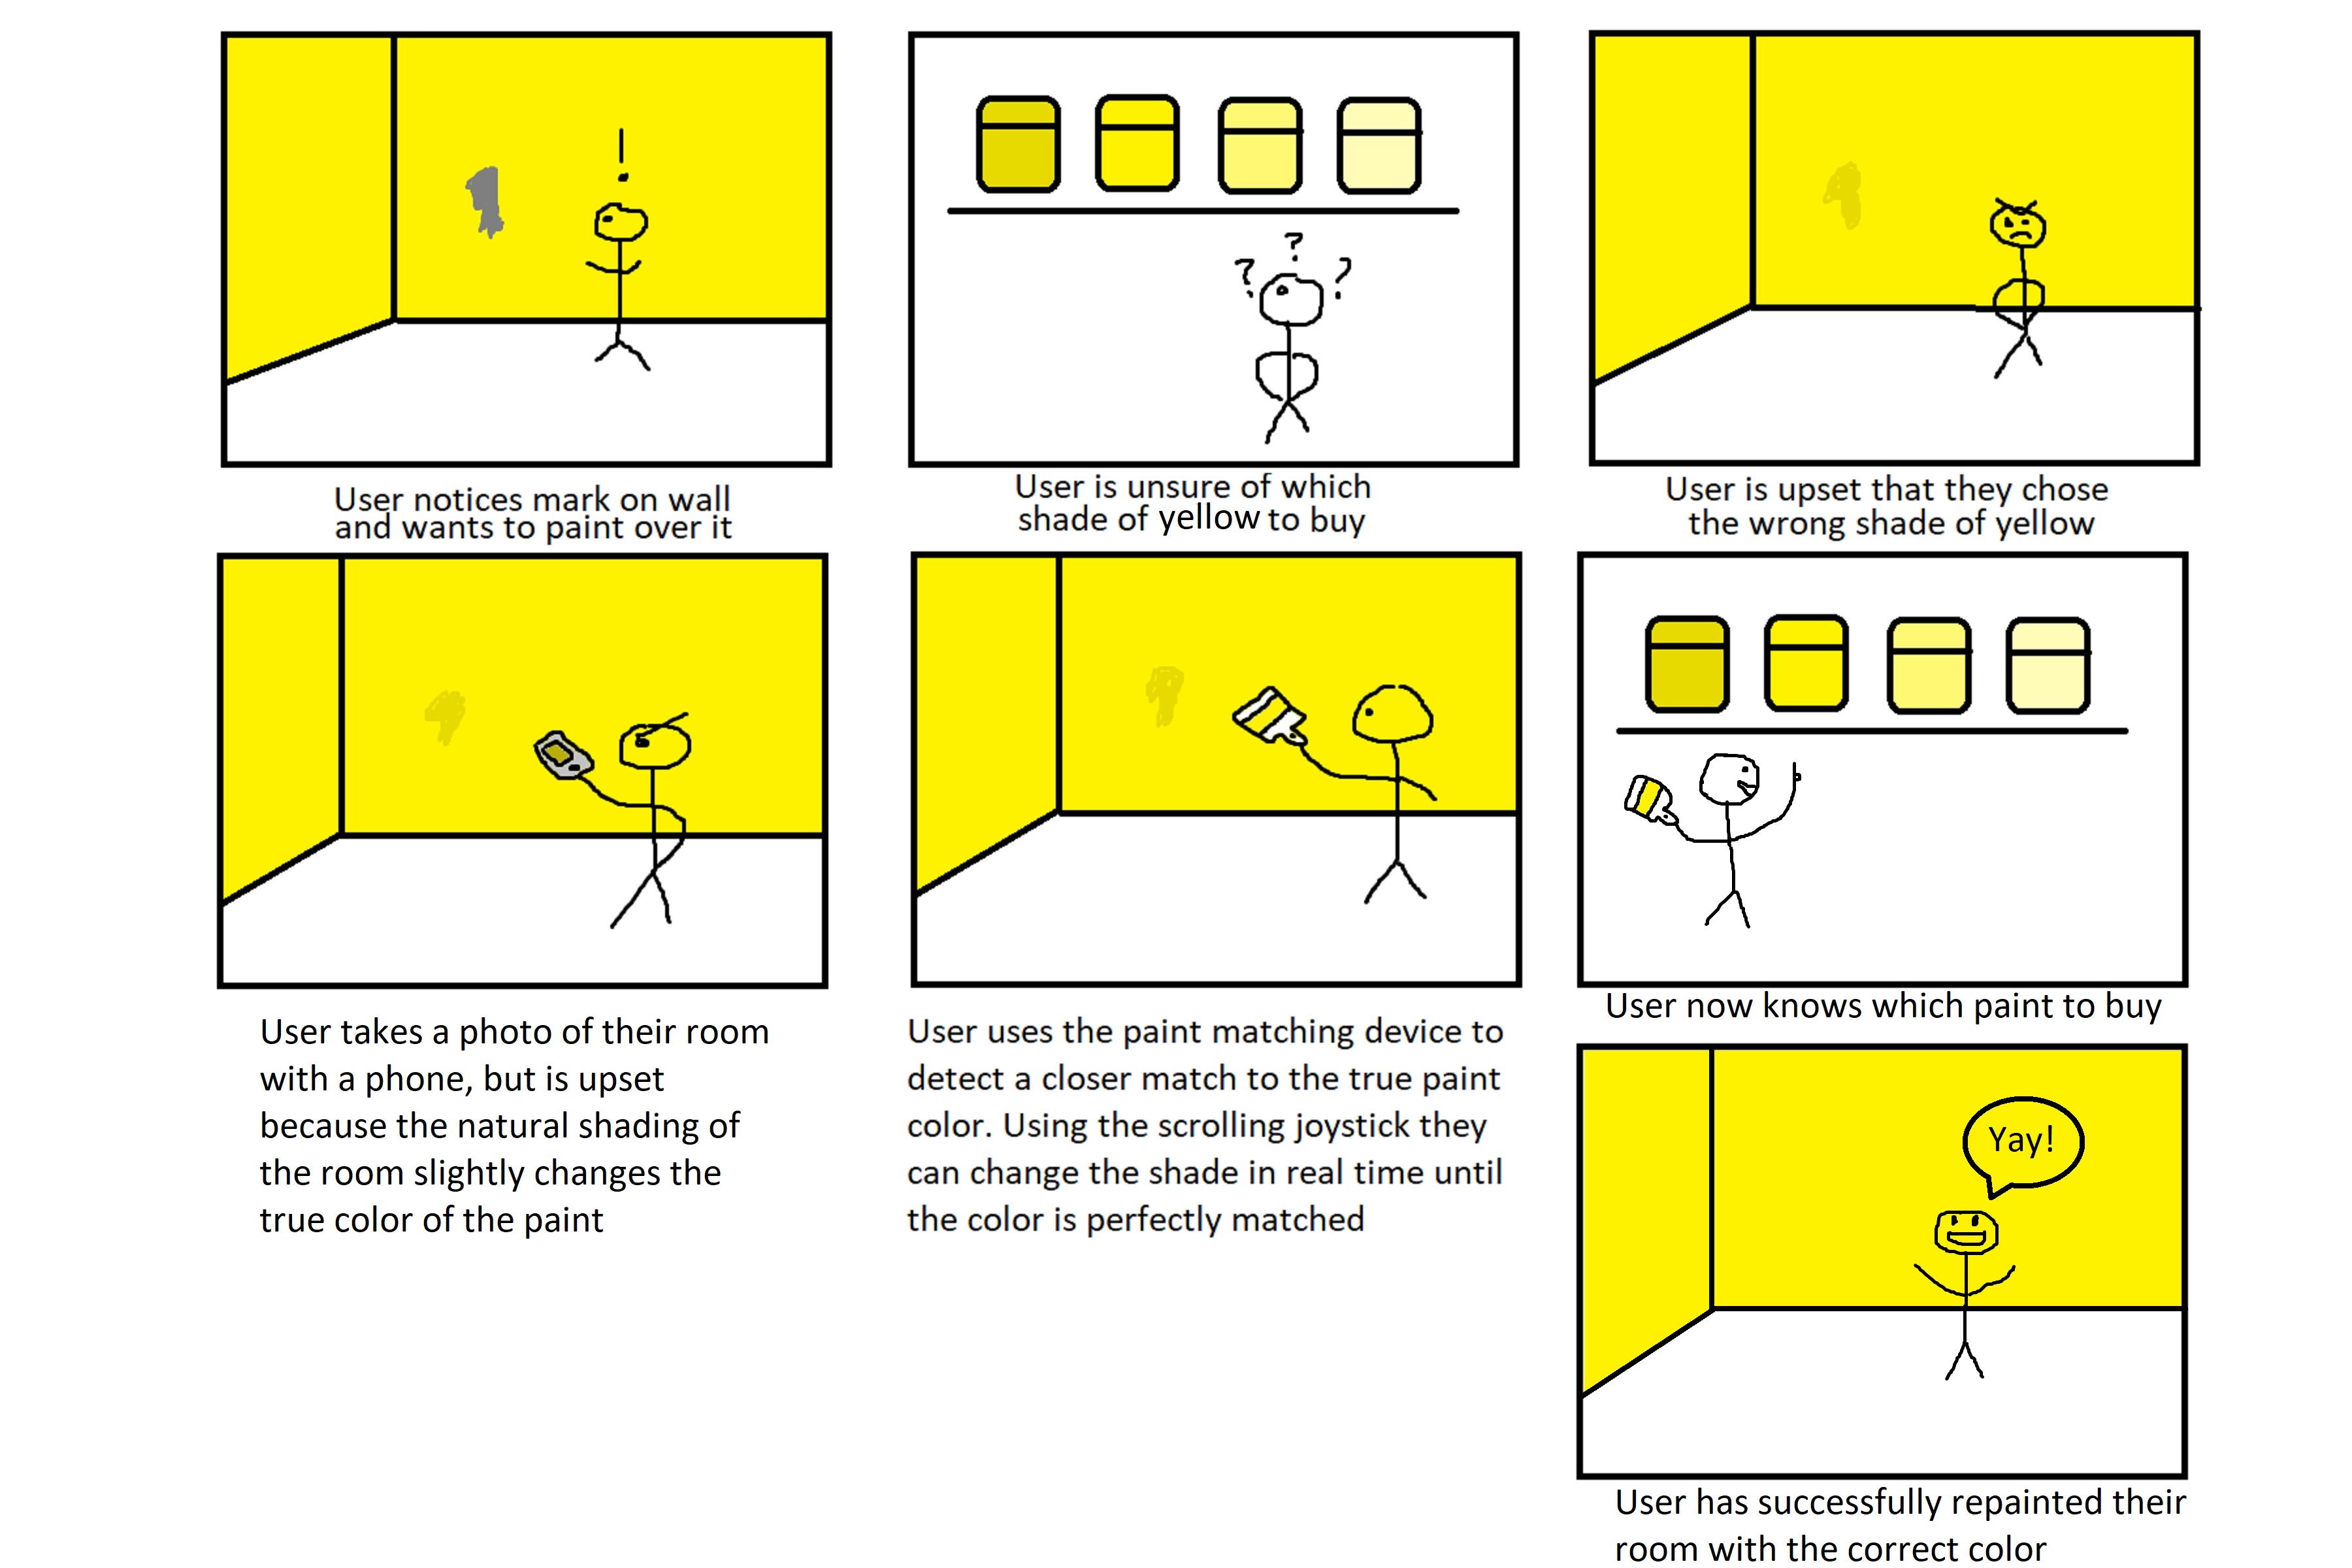 !
User notices mark on wall
and wants to paint over it
? ? ?
User is unsure of which
shade of yellow to buy
User is upset that they chose
the wrong shade of yellow
User takes a photo of their room
with a phone, but is upset
because the natural shading of
the room slightly changes the
true color of the paint
User uses the paint matching device to
detect a closer match to the true paint
color. Using the scrolling joystick they
can change the shade in real time until
the color is perfectly matched
User now knows which paint to buy
Yay!
User has successfully repainted their
room with the correct color